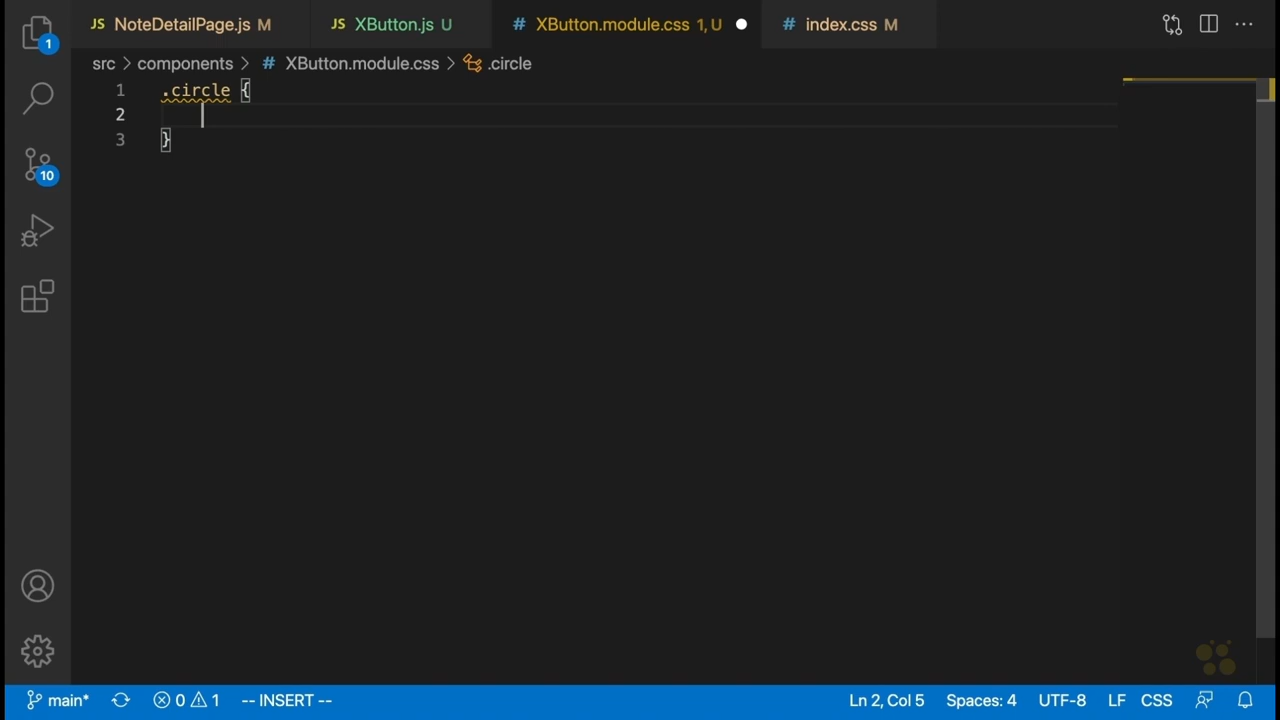 JS NoteDetailPage.js M JS XButton.js U # XButton.module.css 1, U # index.css M
src > components > # XButton.module.css > .circle
1 .circle {
2
3 }
1
10
main* 0 1 -- INSERT -- Ln 2, Col 5 Spaces: 4 UTF-8 LF CSS